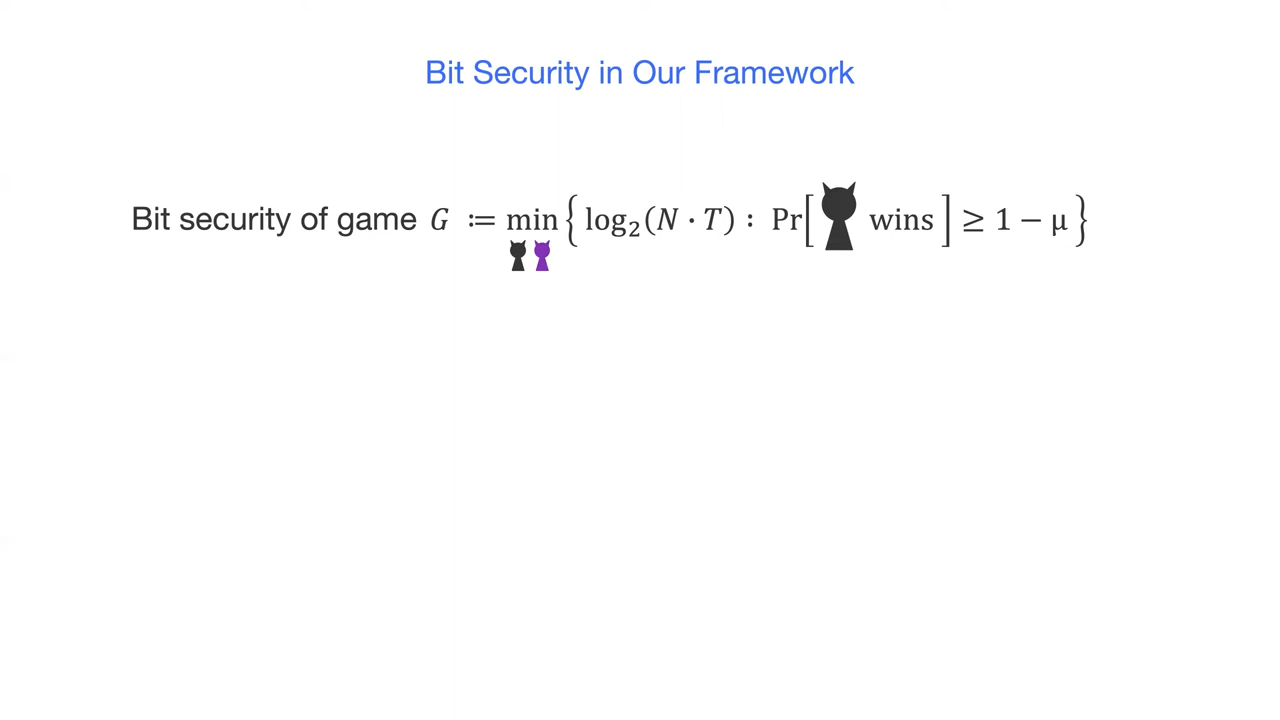 Bit Security in Our Framework
Bit security of game G := min { log₂(N · T) : Pr[ wins ] ≥ 1 − μ }